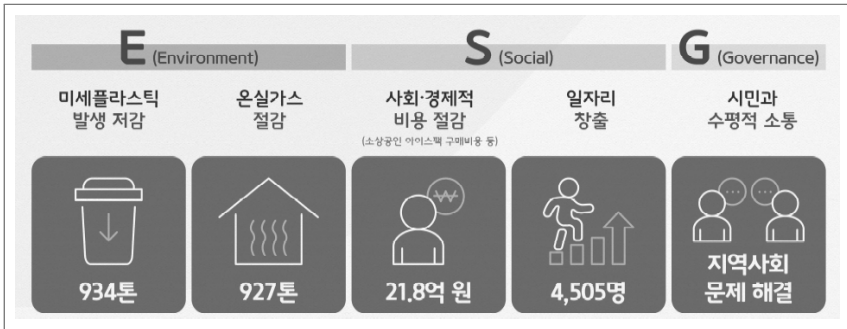 E (Environment)
S (Social)
G (Governance)
미세플라스틱
발생 저감
온실가스
절감
사회·경제적
비용 절감
(소상공인 아이스팩 구매비용 등)
일자리
창출
시민과
수평적 소통
934톤
927톤
₩
21.8억 원
4,505명
지역사회
문제 해결